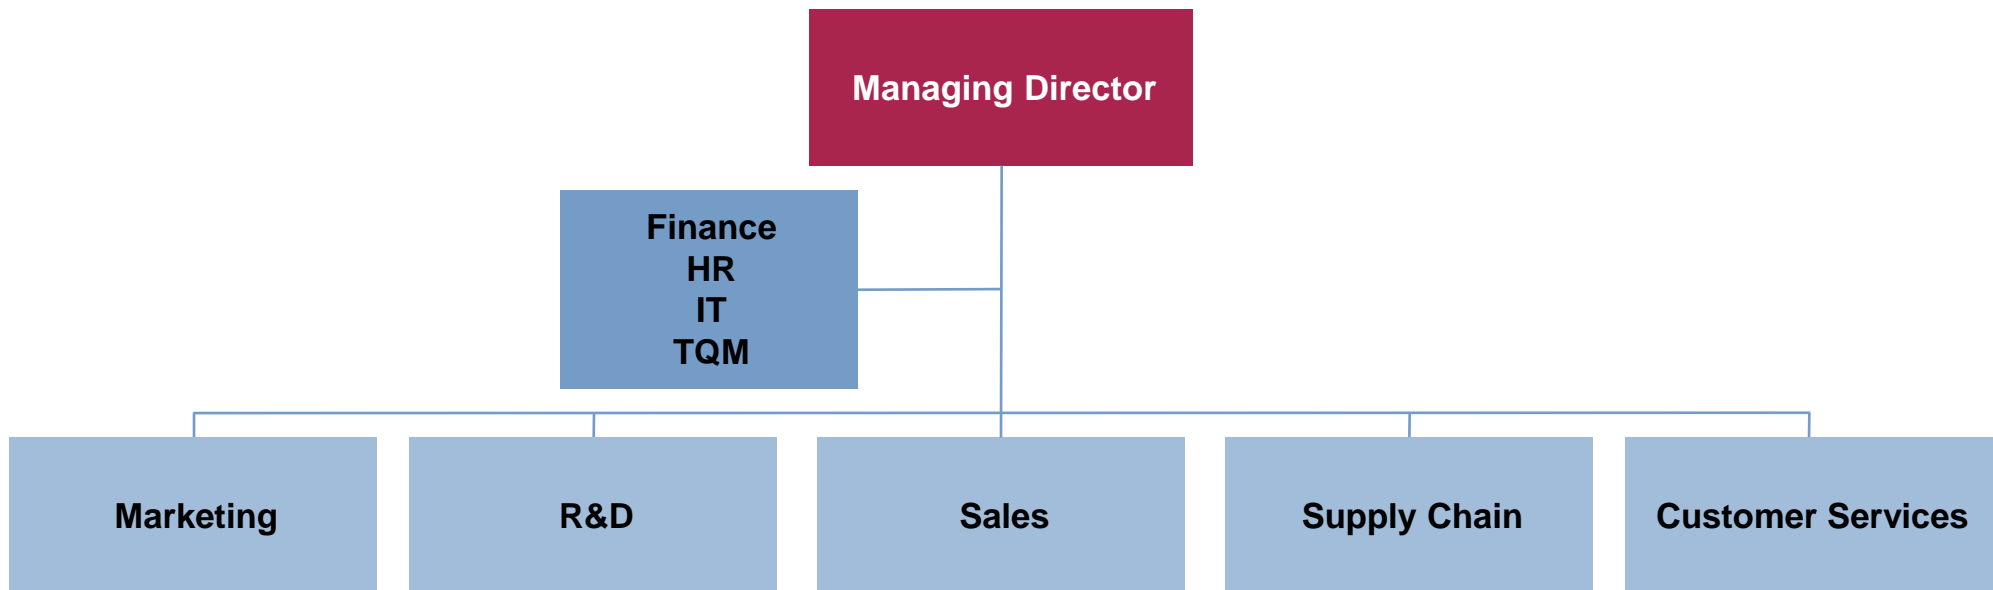 Managing Director
Finance
HR
IT
TQM
Marketing
R&D
Sales
Supply Chain
Customer Services